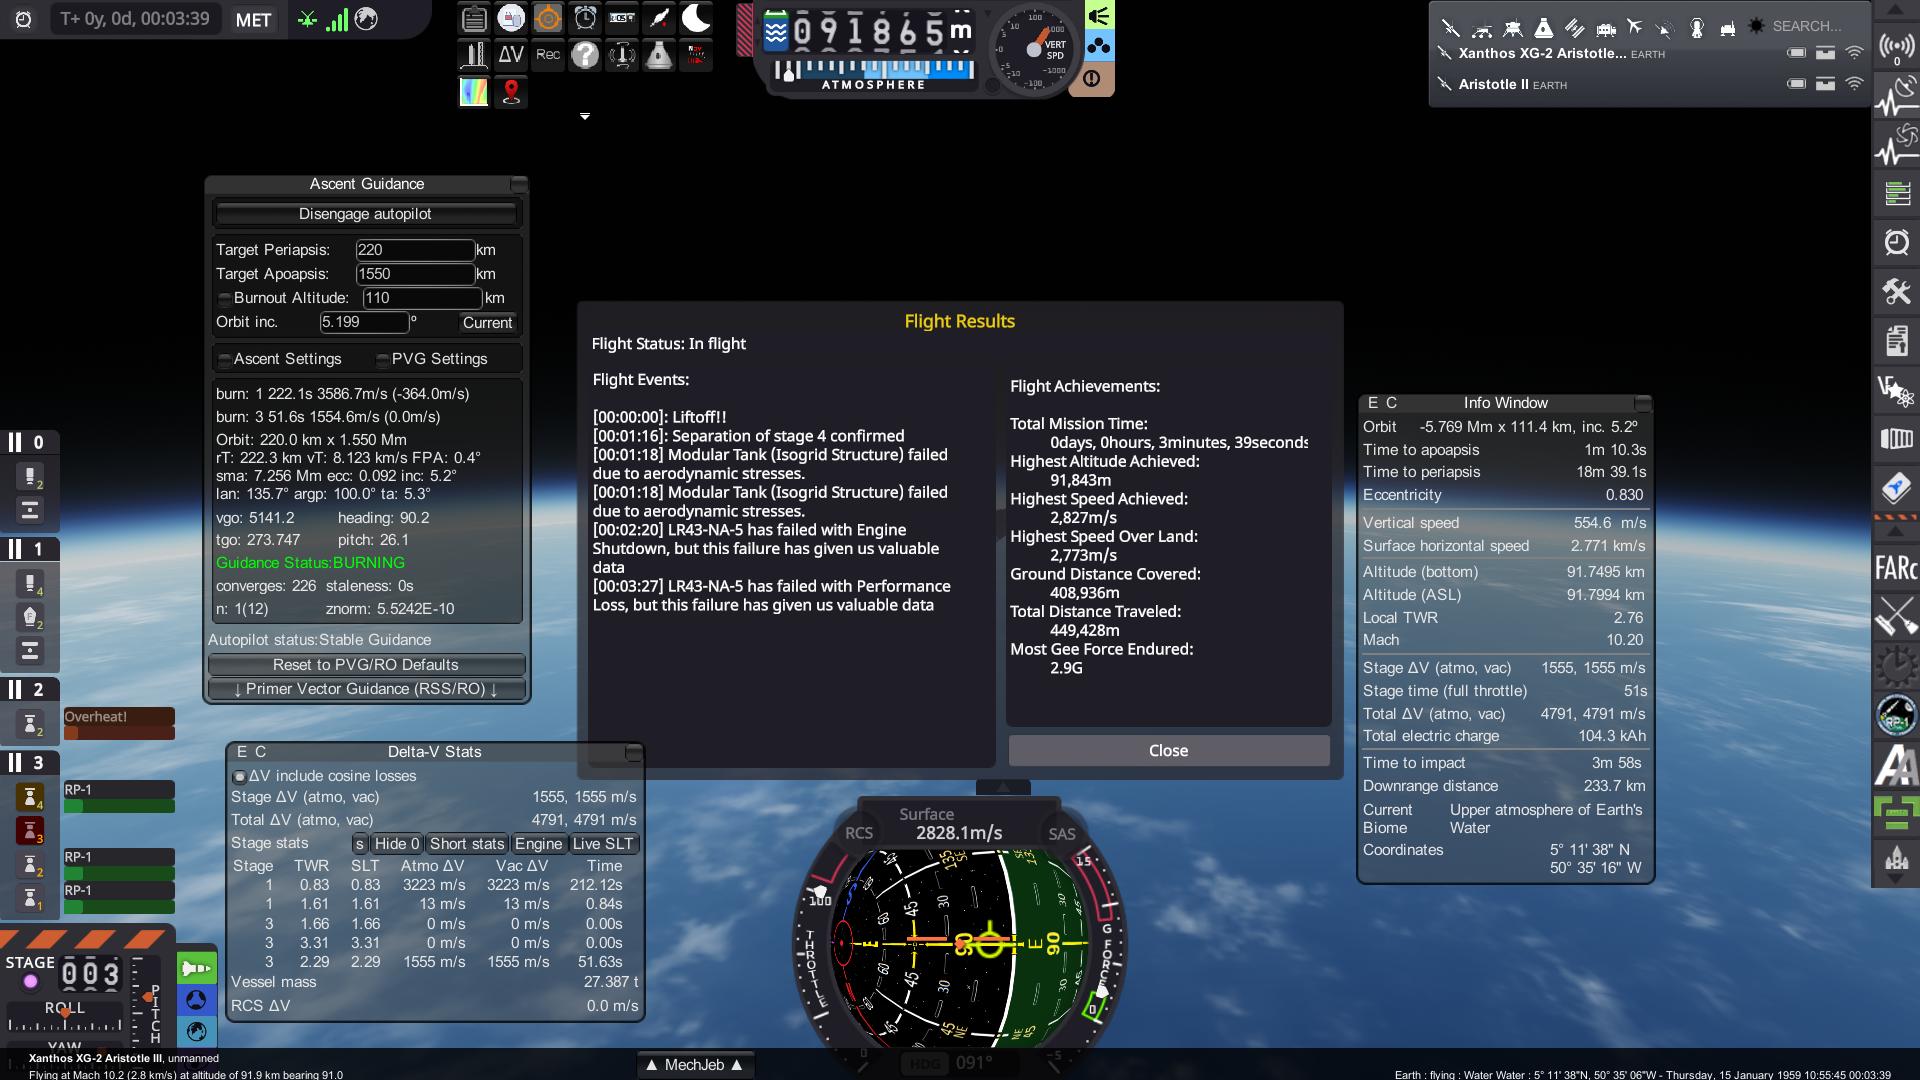 T+ 0y, 0d, 00:03:39
MET
ΔV
Rec
091865 m
ATMOSPHERE
VERT
SPD
SEARCH...
Xanthos XG-2 Aristotle... EARTH
Aristotle II EARTH
0
Ascent Guidance
Disengage autopilot
Target Periapsis: 220 km
Target Apoapsis: 1550 km
Burnout Altitude: 110 km
Orbit inc. 5.199 º Current
Ascent Settings PVG Settings
burn: 1 222.1s 3586.7m/s (-364.0m/s)
burn: 3 51.6s 1554.6m/s (0.0m/s)
Orbit: 220.0 km x 1.550 Mm
rT: 222.3 km vT: 8.123 km/s FPA: 0.4°
sma: 7.256 Mm ecc: 0.092 inc: 5.2°
lan: 135.7° argp: 100.0° ta: 5.3°
vgo: 5141.2 heading: 90.2
tgo: 273.747 pitch: 26.1
Guidance Status:BURNING
converges: 226 staleness: 0s
n: 1(12) znorm: 5.5242E-10
Autopilot status:Stable Guidance
Reset to PVG/RO Defaults
↓ Primer Vector Guidance (RSS/RO) ↓
Flight Results
Flight Status: In flight
Flight Events:
[00:00:00]: Liftoff!!
[00:01:16]: Separation of stage 4 confirmed
[00:01:18] Modular Tank (Isogrid Structure) failed
due to aerodynamic stresses.
[00:01:18] Modular Tank (Isogrid Structure) failed
due to aerodynamic stresses.
[00:02:20] LR43-NA-5 has failed with Engine
Shutdown, but this failure has given us valuable
data
[00:03:27] LR43-NA-5 has failed with Performance
Loss, but this failure has given us valuable data
Flight Achievements:
Total Mission Time:
0days, 0hours, 3minutes, 39seconds
Highest Altitude Achieved:
91,843m
Highest Speed Achieved:
2,827m/s
Highest Speed Over Land:
2,773m/s
Ground Distance Covered:
408,936m
Total Distance Traveled:
449,428m
Most Gee Force Endured:
2.9G
Close
E C Info Window
Orbit -5.769 Mm x 111.4 km, inc. 5.2º
Time to apoapsis 1m 10.3s
Time to periapsis 18m 39.1s
Eccentricity 0.830
Vertical speed 554.6 m/s
Surface horizontal speed 2.771 km/s
Altitude (bottom) 91.7495 km
Altitude (ASL) 91.7994 km
Local TWR 2.76
Mach 10.20
Stage ΔV (atmo, vac) 1555, 1555 m/s
Stage time (full throttle) 51s
Total ΔV (atmo, vac) 4791, 4791 m/s
Total electric charge 104.3 kAh
Time to impact 3m 58s
Downrange distance 233.7 km
Current Biome Upper atmosphere of Earth's Water
Coordinates 5° 11' 38" N
50° 35' 16" W
FARc
RP-1
0
2
1
4
2
2
2
Overheat!
3
4
RP-1
3
2
RP-1
1
RP-1
E C Delta-V Stats
ΔV include cosine losses
Stage ΔV (atmo, vac) 1555, 1555 m/s
Total ΔV (atmo, vac) 4791, 4791 m/s
Stage stats s Hide 0 Short stats Engine Live SLT
Stage TWR SLT Atmo ΔV Vac ΔV Time
1 0.83 0.83 3223 m/s 3223 m/s 212.12s
1 1.61 1.61 13 m/s 13 m/s 0.84s
3 1.66 1.66 0 m/s 0 m/s 0.00s
3 3.31 3.31 0 m/s 0 m/s 0.00s
3 2.29 2.29 1555 m/s 1555 m/s 51.63s
Vessel mass 27.387 t
RCS ΔV 0.0 m/s
Surface
RCS 2828.1m/s SAS
THROTTLE
100
G FORCE
15
HDG 091°
STAGE 003
ROLL
PITCH
YAW
▲ MechJeb ▲
Xanthos XG-2 Aristotle III, unmanned
Flying at Mach 10.2 (2.8 km/s) at altitude of 91.9 km bearing 91.0
Earth : flying : Water Water : 5° 11' 38"N, 50° 35' 06"W - Thursday, 15 January 1959 10:55:45 00:03:39